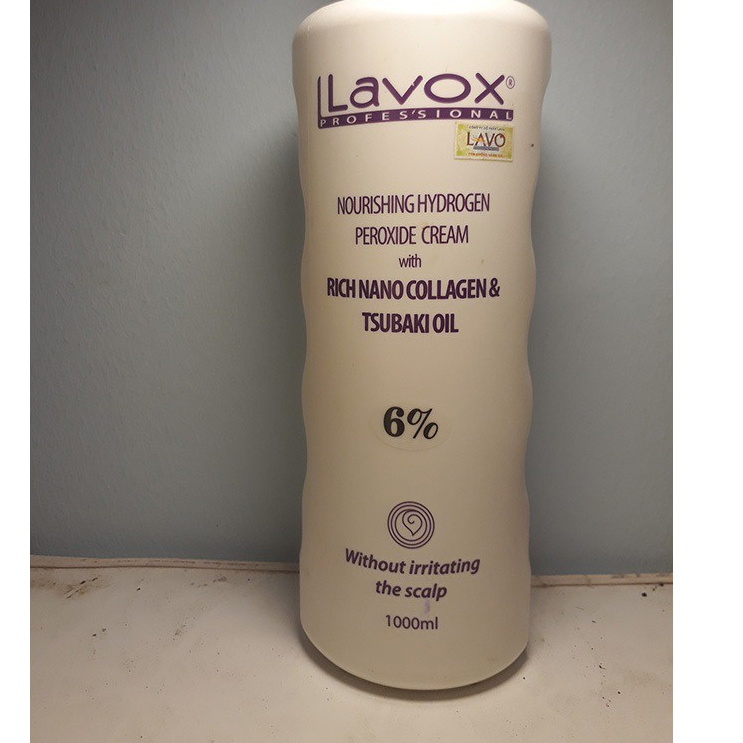 Lavox®
PROFESSIONAL
LAVO
NOURISHING HYDROGEN
PEROXIDE CREAM
with
RICH NANO COLLAGEN &
TSUBAKI OIL
6%
Without irritating
the scalp
1000ml